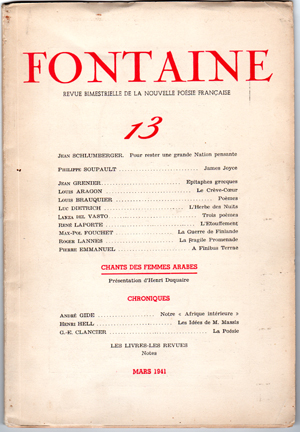 FONTAINE
REVUE BIMESTRIELLE DE LA NOUVELLE POÉSIE FRANÇAISE
13
JEAN SCHLUMBERGER. Pour rester une grande Nation pensante
PHILIPPE SOUPAULT ........ James Joyce
JEAN GRENIER ........ Epitaphes grecques
LOUIS ARAGON ........ Le Crève-Cœur
LOUIS BRAUQUIER ........ Poèmes
LUC DIETRICH ........ L'Herbe des Nuits
LANZA DEL VASTO ........ Trois poèmes
RENÉ LAPORTE ........ L'Etouffement
MAX-POL FOUCHET ........ La Guerre de Finlande
ROGER LANNES ........ La fragile Promenade
PIERRE EMMANUEL ........ A Finibus Terrae
CHANTS DES FEMMES ARABES
Présentation d'Henri Duquaire
CHRONIQUES
ANDRÉ GIDE ........ Notre « Afrique intérieure »
HENRI HELL ........ Les Idées de M. Massis
G.-E. CLANCIER ........ La Poésie
LES LIVRES-LES REVUES
Notes
MARS 1941